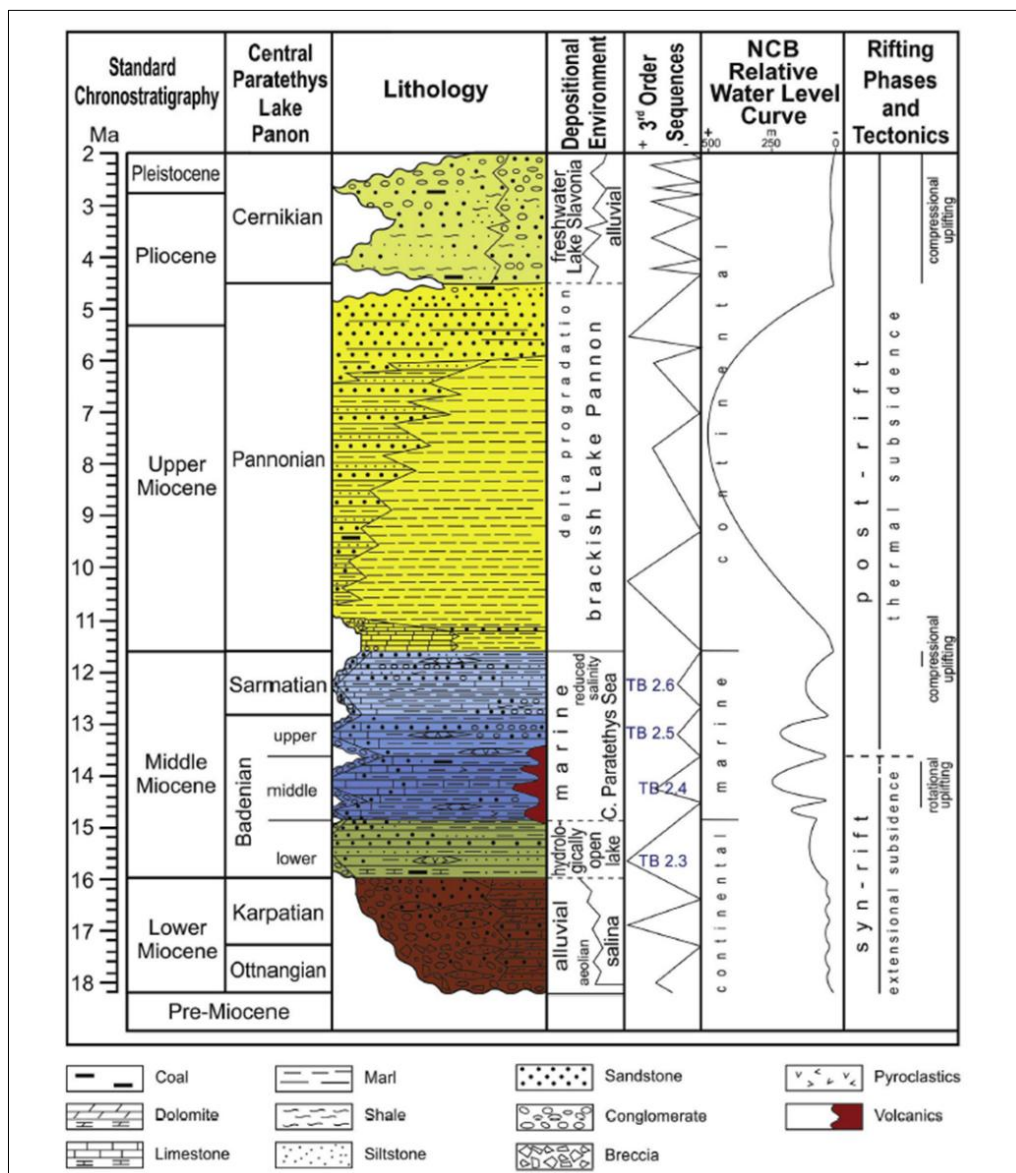 Standard
Chronostratigraphy
Ma
Central
Paratethys
Lake
Panon
Lithology
Depositional
Environment
+ 3rd Order -
Sequences
NCB
Relative
Water Level
Curve
+ m -
500 250 0
Rifting
Phases
and
Tectonics
2
3
4
5
6
7
8
9
10
11
12
13
14
15
16
17
18
Pleistocene
Pliocene
Upper
Miocene
Middle
Miocene
Lower
Miocene
Pre-Miocene
Cernikian
Pannonian
Sarmatian
Badenian
upper
middle
lower
Karpatian
Ottnangian
freshwater
Lake Slavonia
alluvial
delta progradation
brackish Lake Pannon
marine
reduced
salinity
C. Paratethys Sea
hydrolo-
gically
open
lake
alluvial
aeolian
salina
TB 2.6
TB 2.5
TB 2.4
TB 2.3
continental
marine
continental
post-rift
syn-rift
thermal subsidence
extensional subsidence
compressional
uplifting
compressional
uplifting
rotational
uplifting
Coal
Marl
Sandstone
Pyroclastics
Dolomite
Shale
Conglomerate
Volcanics
Limestone
Siltstone
Breccia